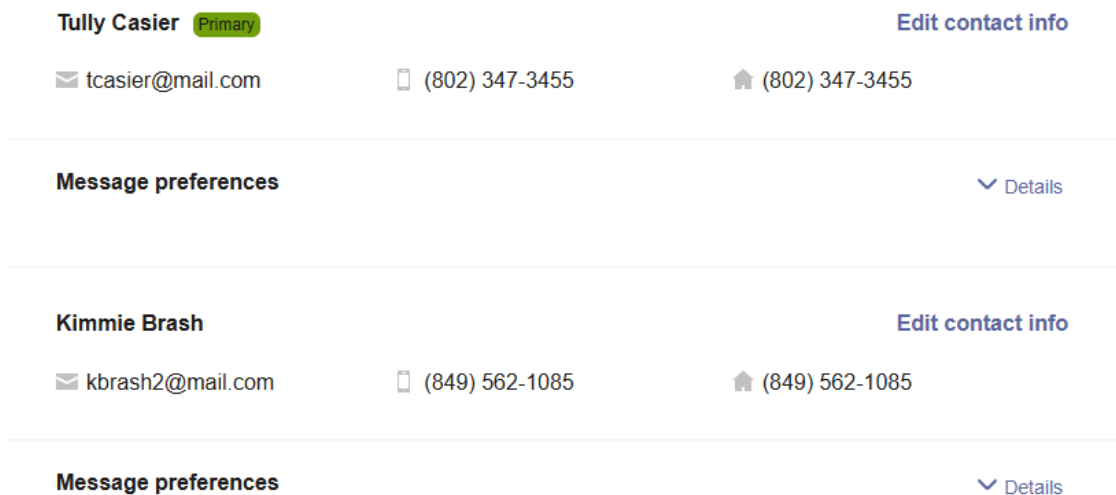 Tully Casier Primary Edit contact info
tcasier@mail.com (802) 347-3455 (802) 347-3455
Message preferences Details
Kimmie Brash Edit contact info
kbrash2@mail.com (849) 562-1085 (849) 562-1085
Message preferences Details